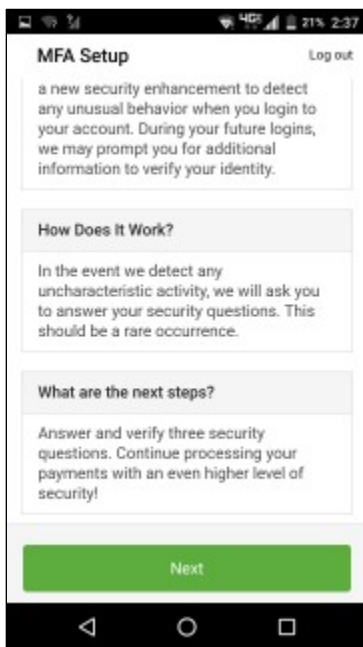 4G 21% 2:37
MFA Setup Log out
a new security enhancement to detect
any unusual behavior when you login to
your account. During your future logins,
we may prompt you for additional
information to verify your identity.
How Does It Work?
In the event we detect any
uncharacteristic activity, we will ask you
to answer your security questions. This
should be a rare occurrence.
What are the next steps?
Answer and verify three security
questions. Continue processing your
payments with an even higher level of
security!
Next